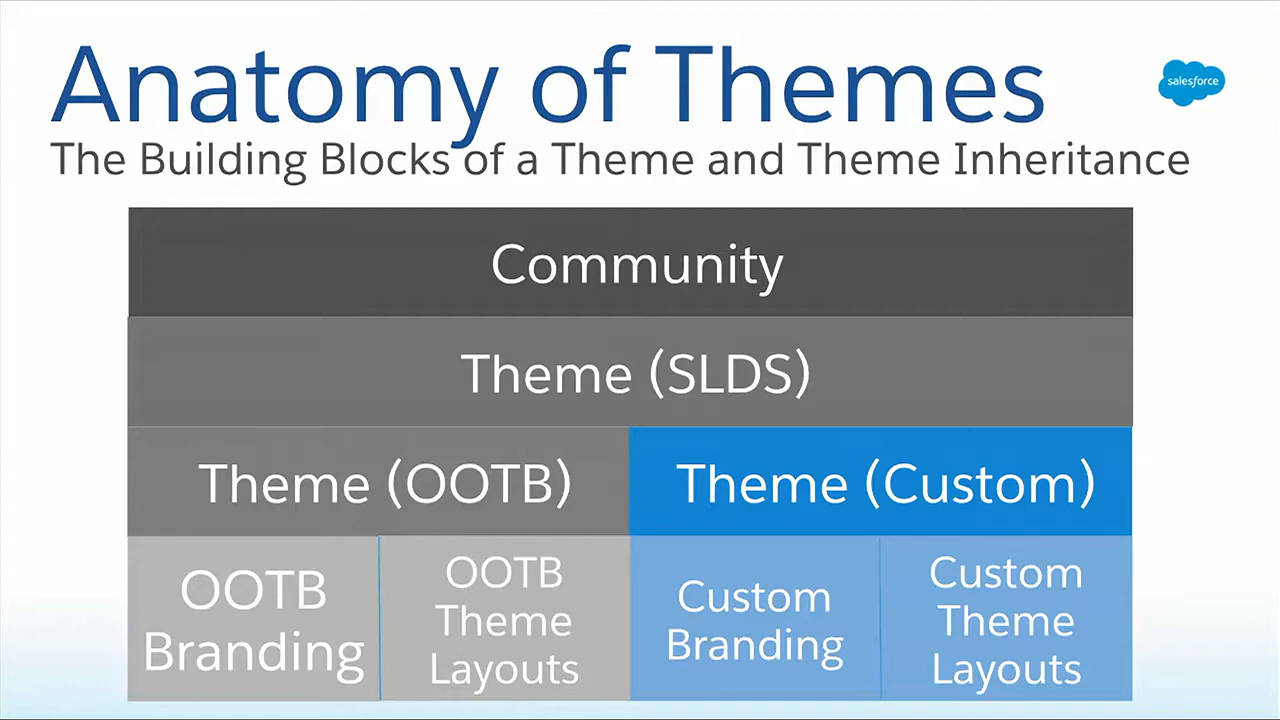 Anatomy of Themes
salesforce
The Building Blocks of a Theme and Theme Inheritance
Community
Theme (SLDS)
Theme (OOTB)
Theme (Custom)
OOTB
Branding
OOTB
Theme
Layouts
Custom
Branding
Custom
Theme
Layouts